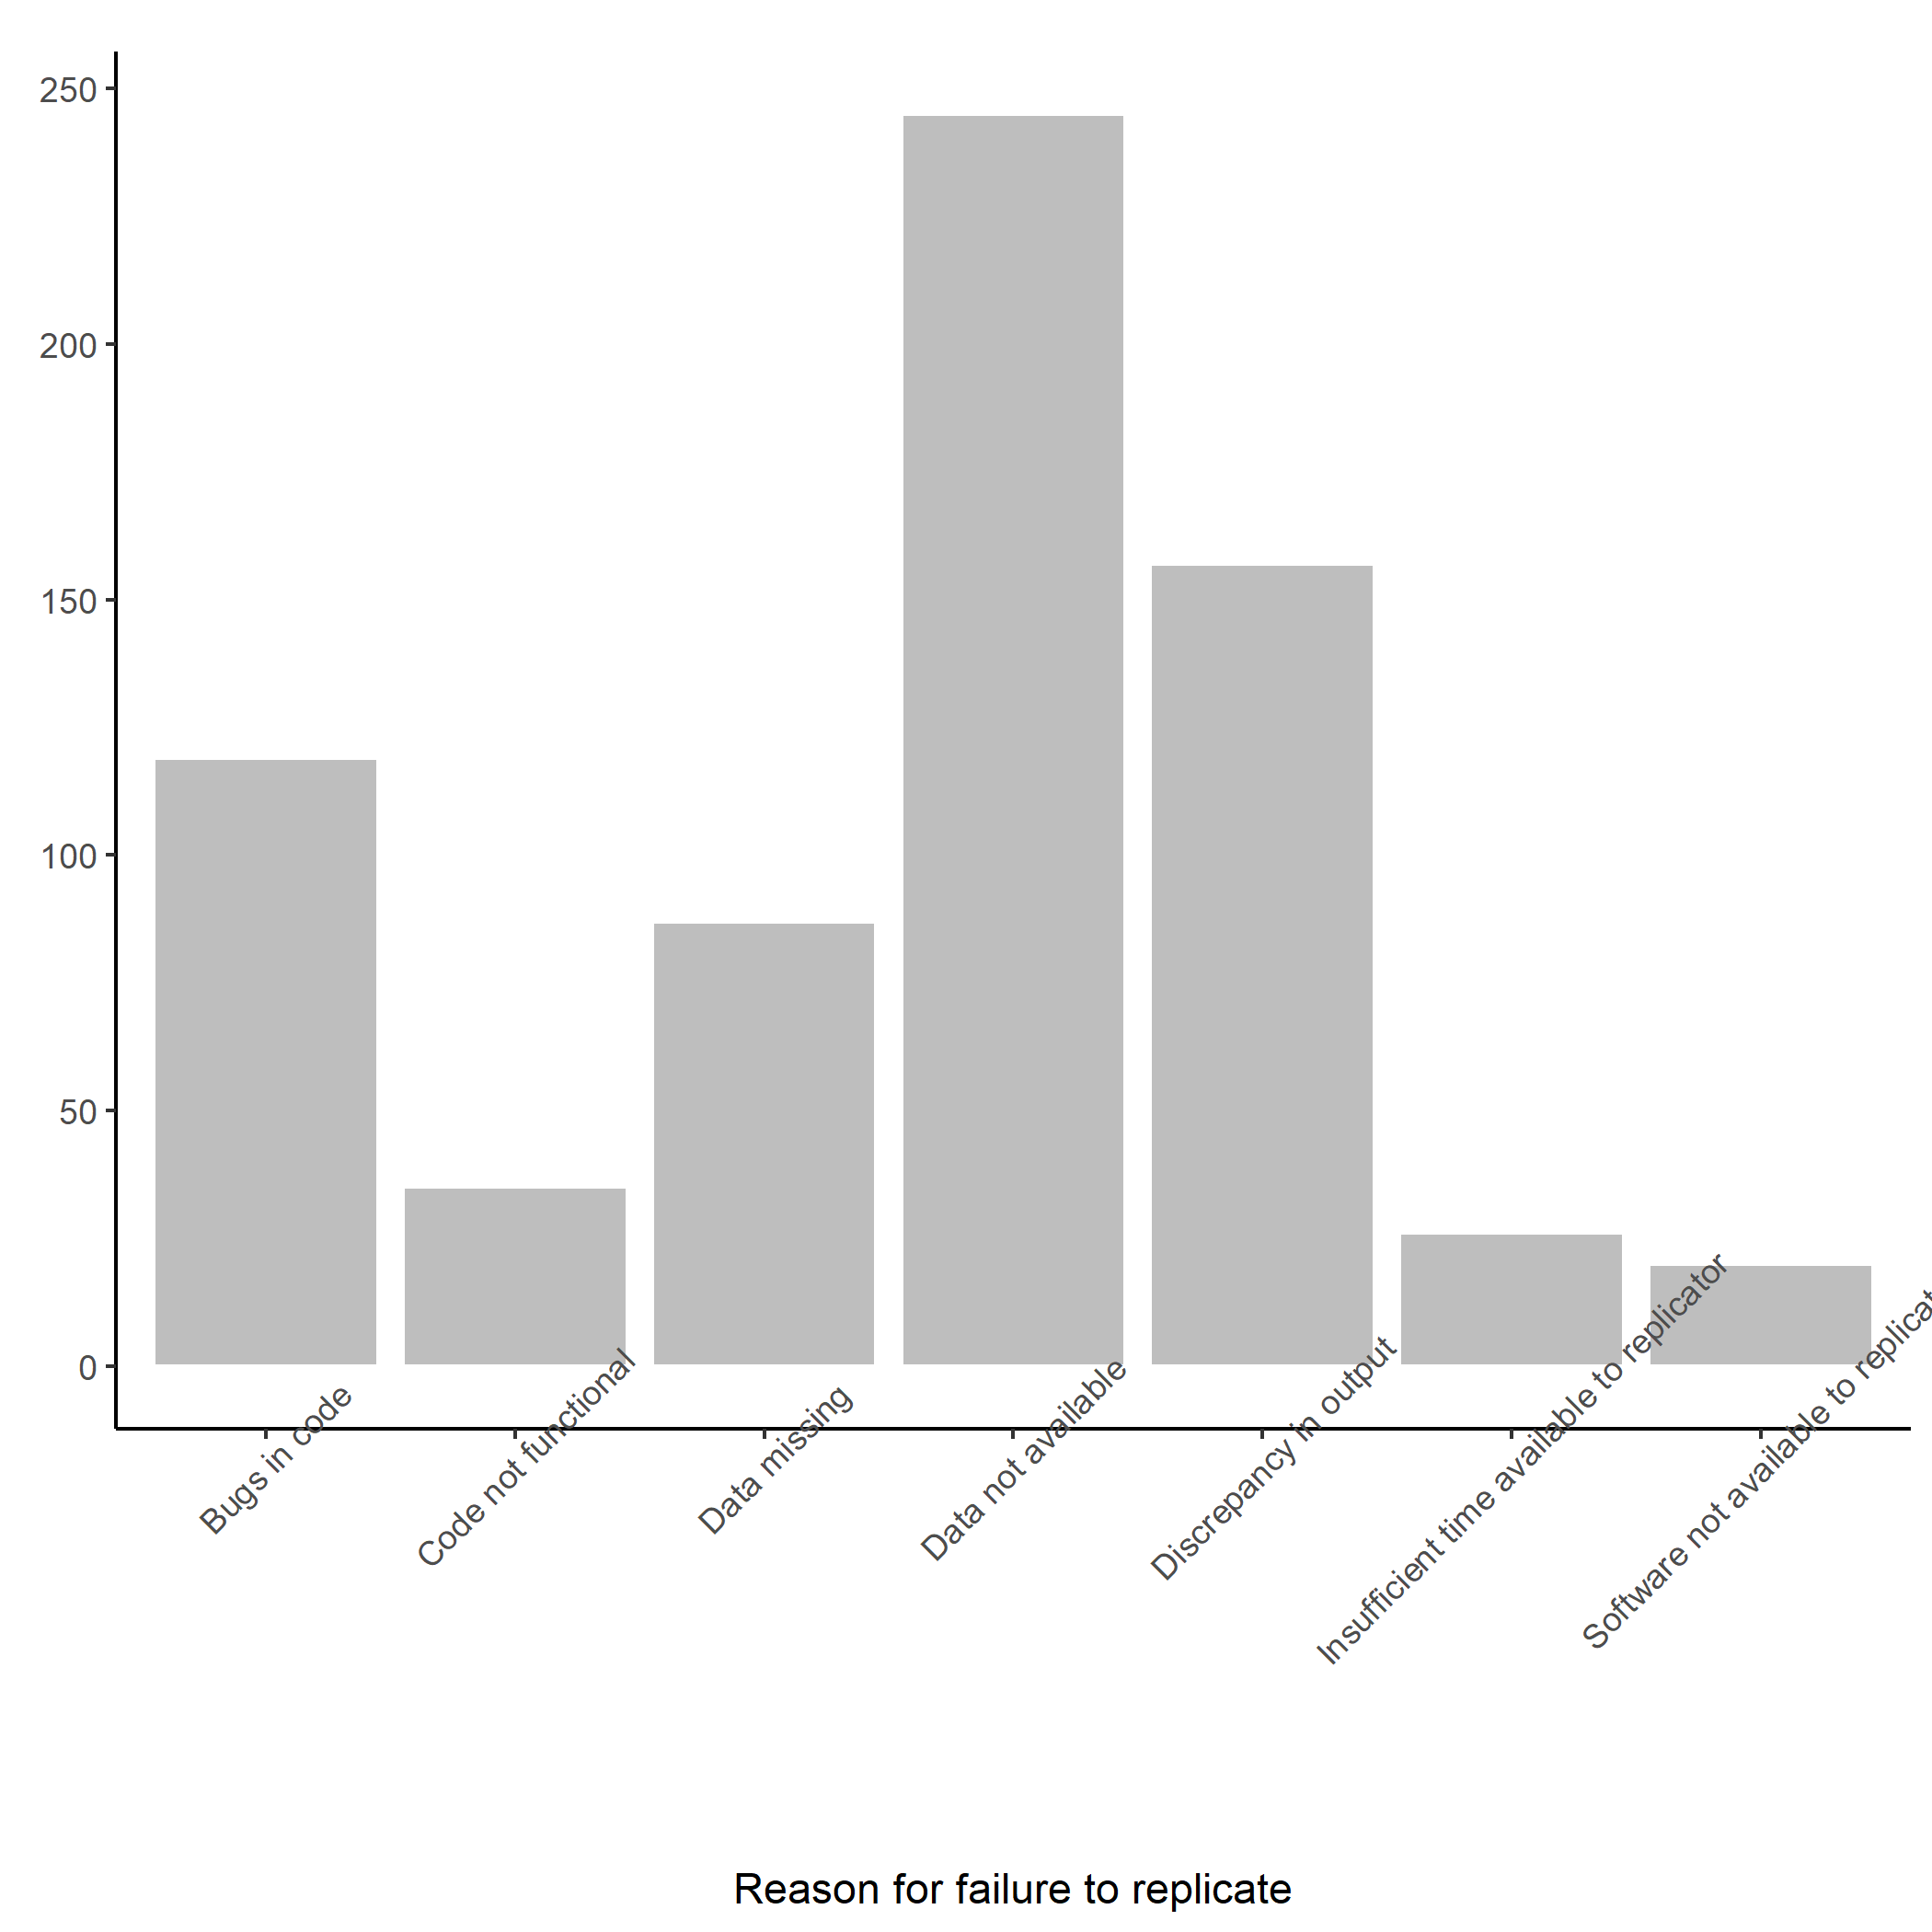 250
200
150
100
50
0
Bugs in code
Code not functional
Data missing
Data not available
Discrepancy in output
Insufficient time available to replicator
Software not available to replicat
Reason for failure to replicate